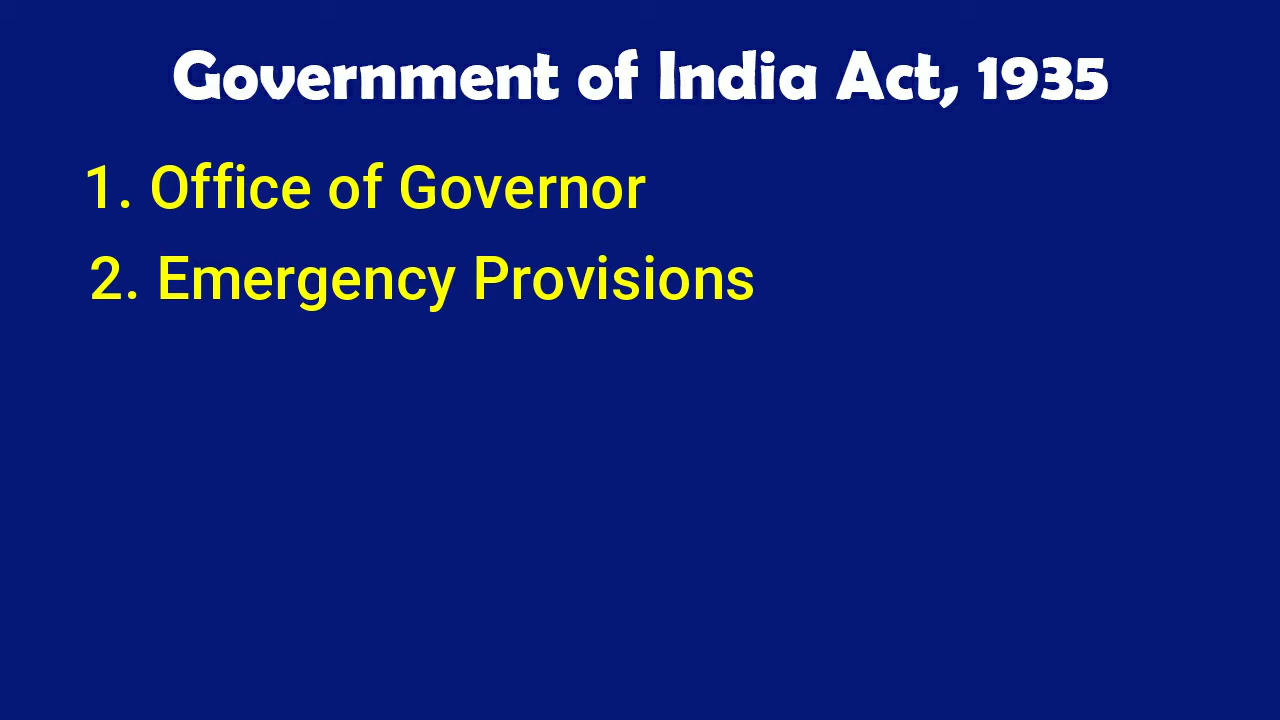 Government of India Act, 1935
1. Office of Governor
2. Emergency Provisions